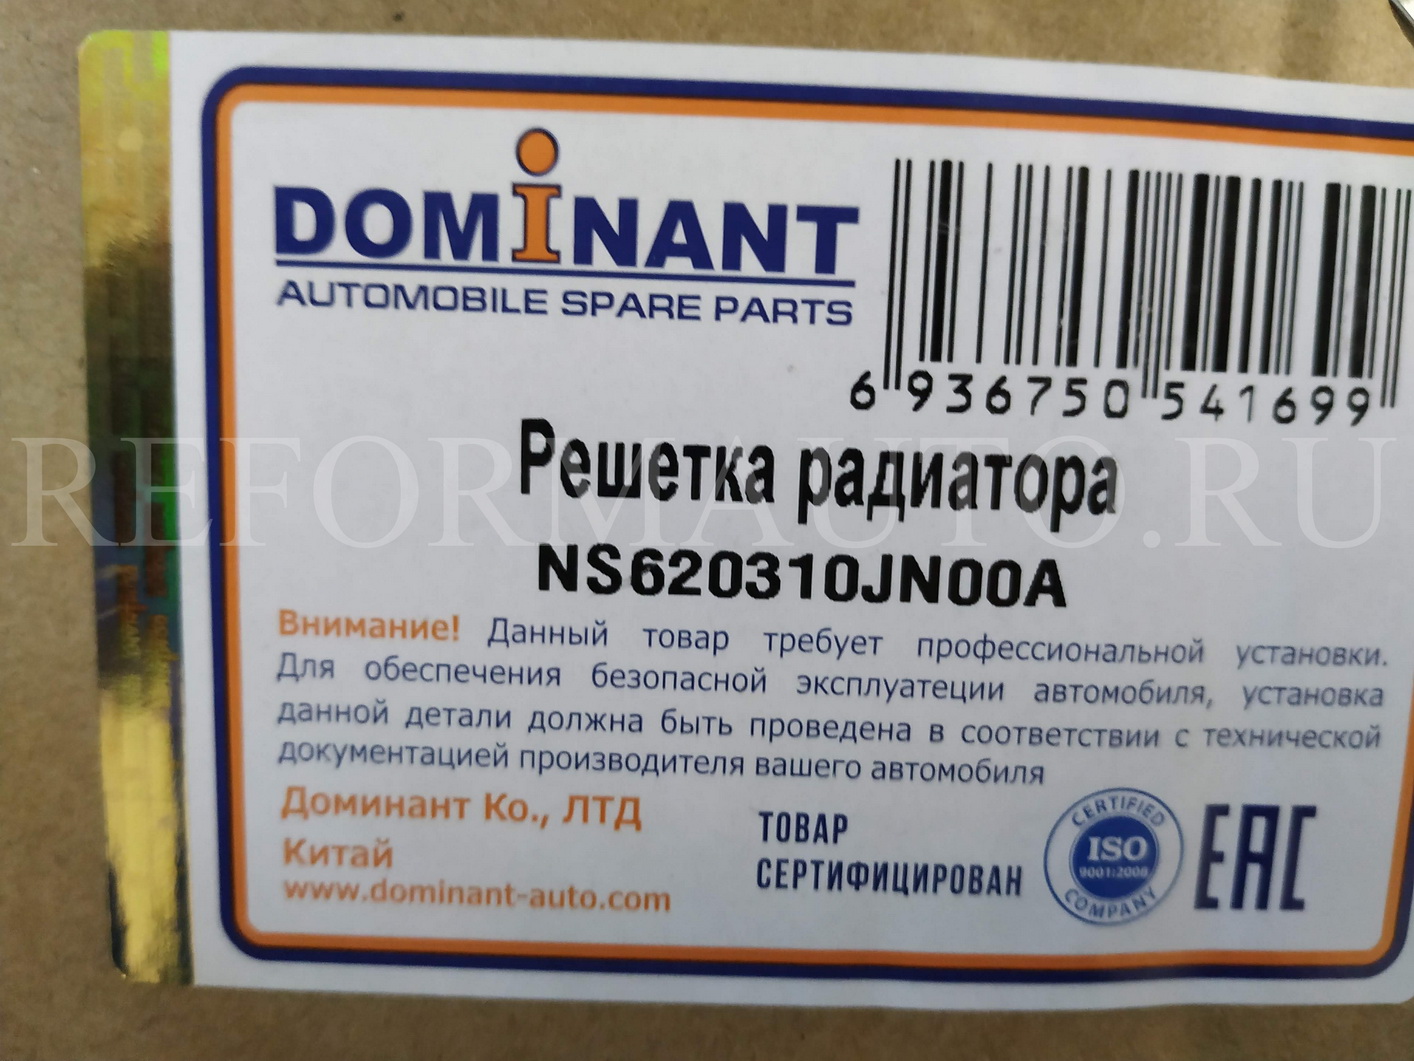 DOMiNANT
AUTOMOBILE SPARE PARTS
6 936750 541699
Решетка радиатора
REFORMAUTO.RU
NS620310JN00A
Внимание! Данный товар требует профессиональной установки.
Для обеспечения безопасной эксплуатеции автомобиля, установка
данной детали должна быть проведена в соответствии с технической
документацией производителя вашего автомобиля
Доминант Ко., ЛТД
Китай
www.dominant-auto.com
ТОВАР
СЕРТИФИЦИРОВАН
CERTIFIED
ISO
9001:2008
COMPANY
EAC